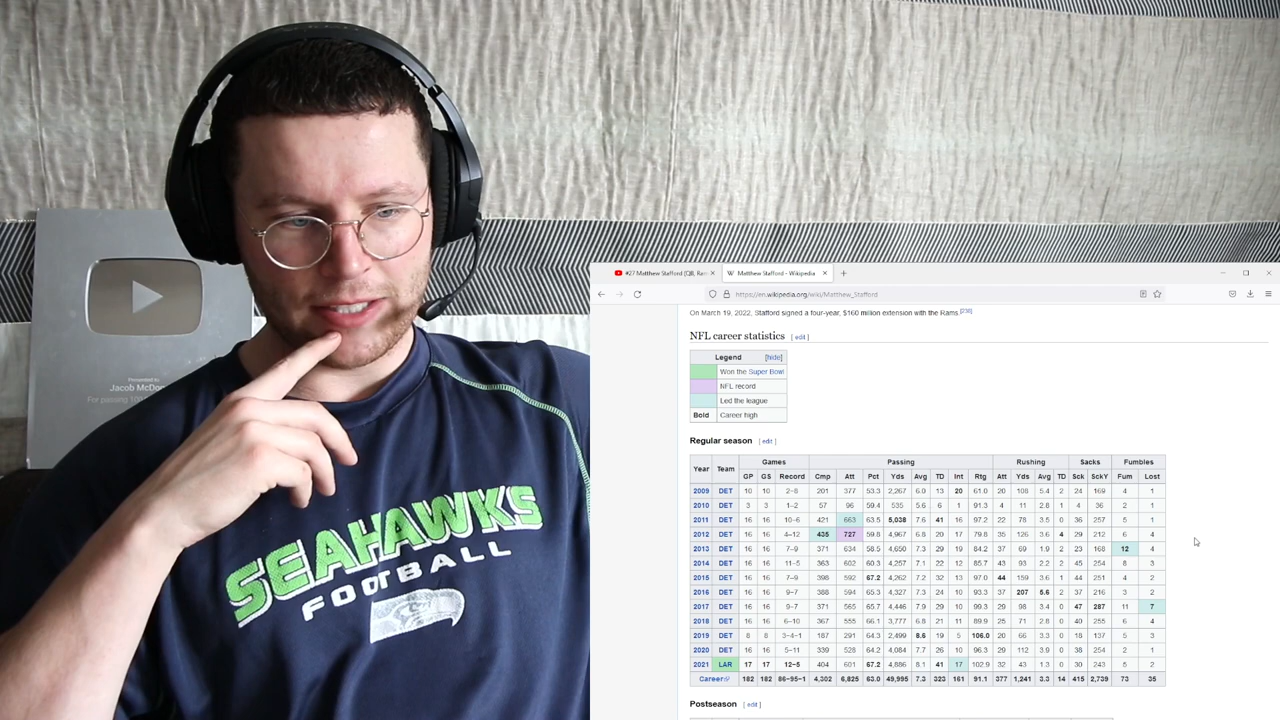 Presented to
Jacob McDon
For passing 10
SEAHAWKS
FOOTBALL
#27 Matthew Stafford (QB, Ram
Matthew Stafford - Wikipedia
https://en.wikipedia.org/wiki/Matthew_Stafford
On March 19, 2022, Stafford signed a four-year, $160 million extension with the Rams.[238]
NFL career statistics [ edit ]
Legend [hide]
Won the Super Bowl
NFL record
Led the league
Bold Career high
Regular season [ edit ]
Year Team Games Passing Rushing Sacks Fumbles
GP GS Record Cmp Att Pct Yds Avg TD Int Rtg Att Yds Avg TD Sck SckY Fum Lost
2009 DET 10 10 2–8 201 377 53.3 2,267 6.0 13 20 61.0 20 108 5.4 2 24 169 4 1
2010 DET 3 3 1–2 57 96 59.4 535 5.6 6 1 91.3 4 11 2.8 1 4 36 2 1
2011 DET 16 16 10–6 421 663 63.5 5,038 7.6 41 16 97.2 22 78 3.5 0 36 257 5 1
2012 DET 16 16 4–12 435 727 59.8 4,967 6.8 20 17 79.8 35 126 3.6 4 29 212 6 4
2013 DET 16 16 7–9 371 634 58.5 4,650 7.3 29 19 84.2 37 69 1.9 2 23 168 12 4
2014 DET 16 16 11–5 363 602 60.3 4,257 7.1 22 12 85.7 43 93 2.2 2 45 254 8 3
2015 DET 16 16 7–9 398 592 67.2 4,262 7.2 32 13 97.0 44 159 3.6 1 44 251 4 2
2016 DET 16 16 9–7 388 594 65.3 4,327 7.3 24 10 93.3 37 207 5.6 2 37 216 3 2
2017 DET 16 16 9–7 371 565 65.7 4,446 7.9 29 10 99.3 29 98 3.4 0 47 287 11 7
2018 DET 16 16 6–10 367 555 66.1 3,777 6.8 21 11 89.9 25 71 2.8 0 40 255 6 4
2019 DET 8 8 3–4–1 187 291 64.3 2,499 8.6 19 5 106.0 20 66 3.3 0 18 137 5 3
2020 DET 16 16 5–11 339 528 64.2 4,084 7.7 26 10 96.3 29 112 3.9 0 38 254 2 1
2021 LAR 17 17 12–5 404 601 67.2 4,886 8.1 41 17 102.9 32 43 1.3 0 30 243 5 2
Career 182 182 86–95–1 4,302 6,825 63.0 49,995 7.3 323 161 91.1 377 1,241 3.3 14 415 2,739 73 35
Postseason [ edit ]